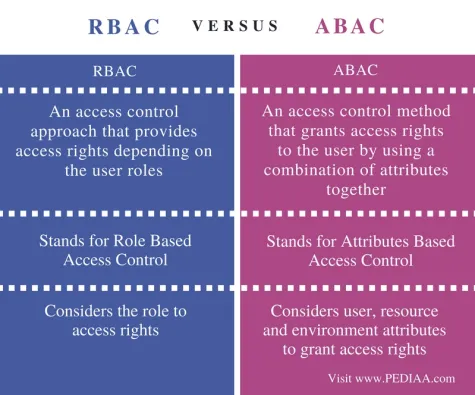 RBAC VERSUS ABAC
RBAC
An access control
approach that provides
access rights depending on
the user roles
Stands for Role Based
Access Control
Considers the role to
access rights
ABAC
An access control method
that grants access rights
to the user by using a
combination of attributes
together
Stands for Attributes Based
Access Control
Considers user, resource
and environment attributes
to grant access rights
Visit www.PEDIAA.com